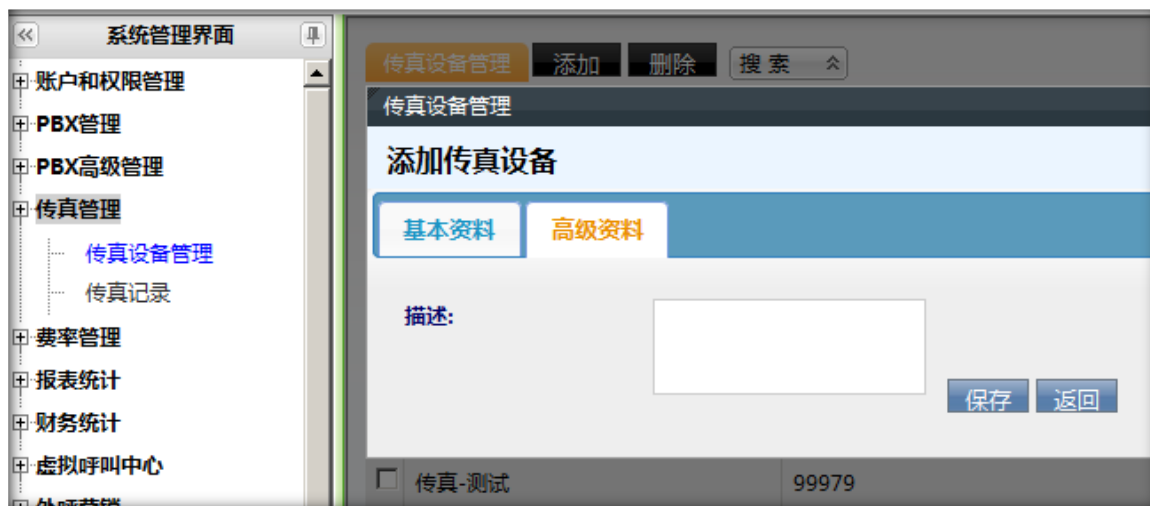 系统管理界面
账户和权限管理
PBX管理
PBX高级管理
传真管理
传真设备管理
传真记录
费率管理
报表统计
财务统计
虚拟呼叫中心
外呼营销
传真设备管理 添加 删除 搜 索
传真设备管理
添加传真设备
基本资料 高级资料
描述:
保存 返回
传真-测试 99979